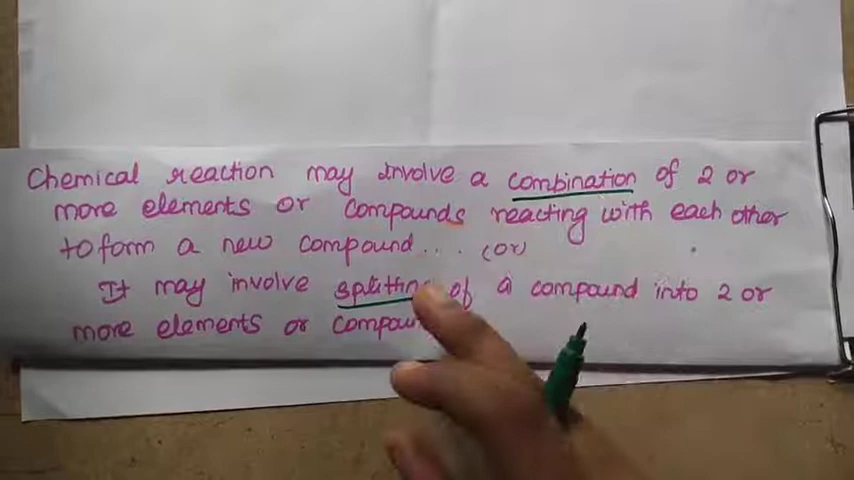 Chemical reaction may involve a combination of 2 or
more elements or compounds reacting with each other
to form a new compound.... (or)
It may involve splitting of a compound into 2 or
more elements or